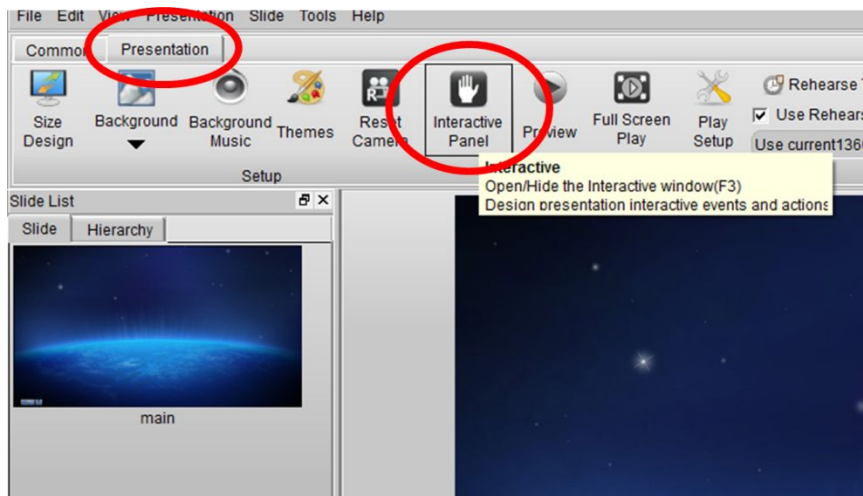 File Edit View Presentation Slide Tools Help
Common Presentation
Size Design
Background
Background Music
Themes
Reset Camera
Interactive Panel
Preview
Full Screen Play
Play Setup
Rehearse
Use Rehears
Use current136
Setup
Interactive
Open/Hide the Interactive window(F3)
Design presentation interactive events and actions
Slide List
Slide Hierarchy
main